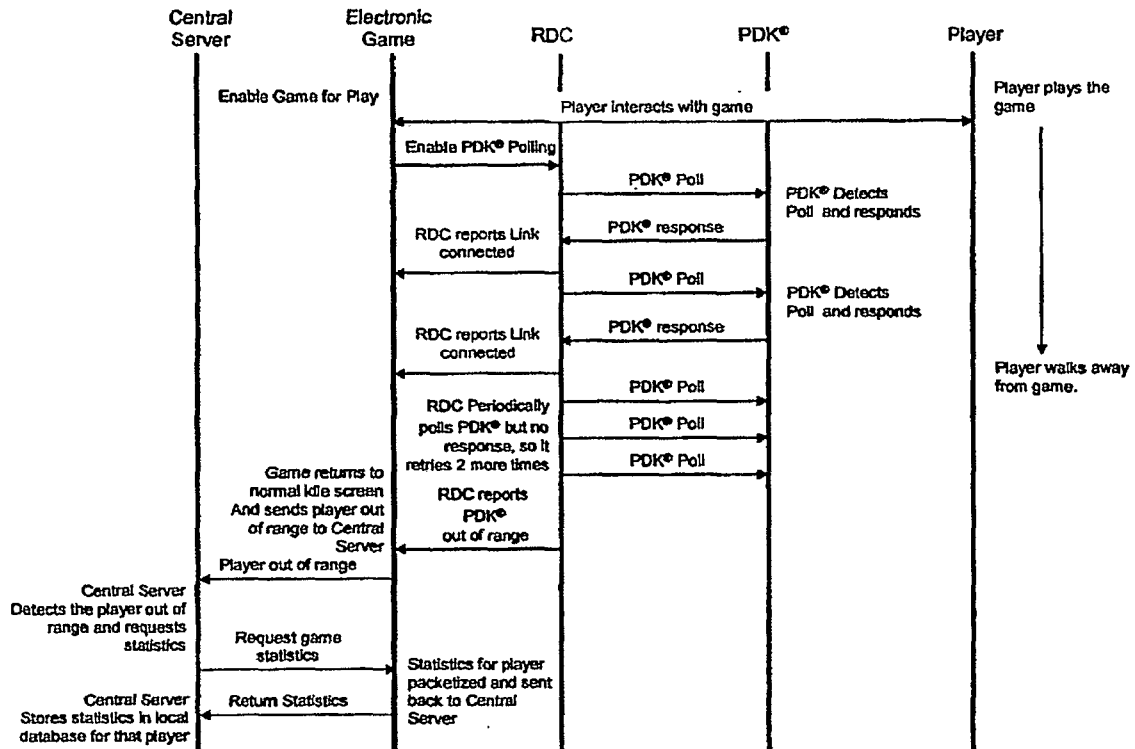 Central
Server
Electronic
Game
RDC
PDK®
Player
Enable Game for Play
Player interacts with game
Player plays the
game
Enable PDK® Polling
PDK® Poll
PDK® Detects
Poll and responds
PDK® response
RDC reports Link
connected
PDK® Poll
PDK® Detects
Poll and responds
PDK® response
RDC reports Link
connected
Player walks away
from game.
PDK® Poll
RDC Periodically
polls PDK® but no
response, so it
retries 2 more times
PDK® Poll
PDK® Poll
Game returns to
normal idle screen
And sends player out
of range to Central
Server
RDC reports
PDK®
out of range
Player out of range
Central Server
Detects the player out of
range and requests
statistics
Request game
statistics
Statistics for player
packetized and sent
back to Central
Server
Return Statistics
Central Server
Stores statistics in local
database for that player